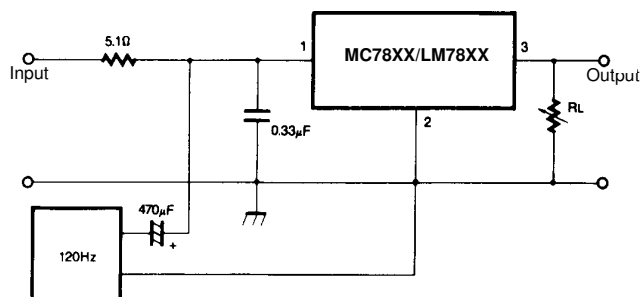 5.1Ω
Input
1
MC78XX/LM78XX
3
Output
0.33μF
2
RL
470μF
+
120Hz